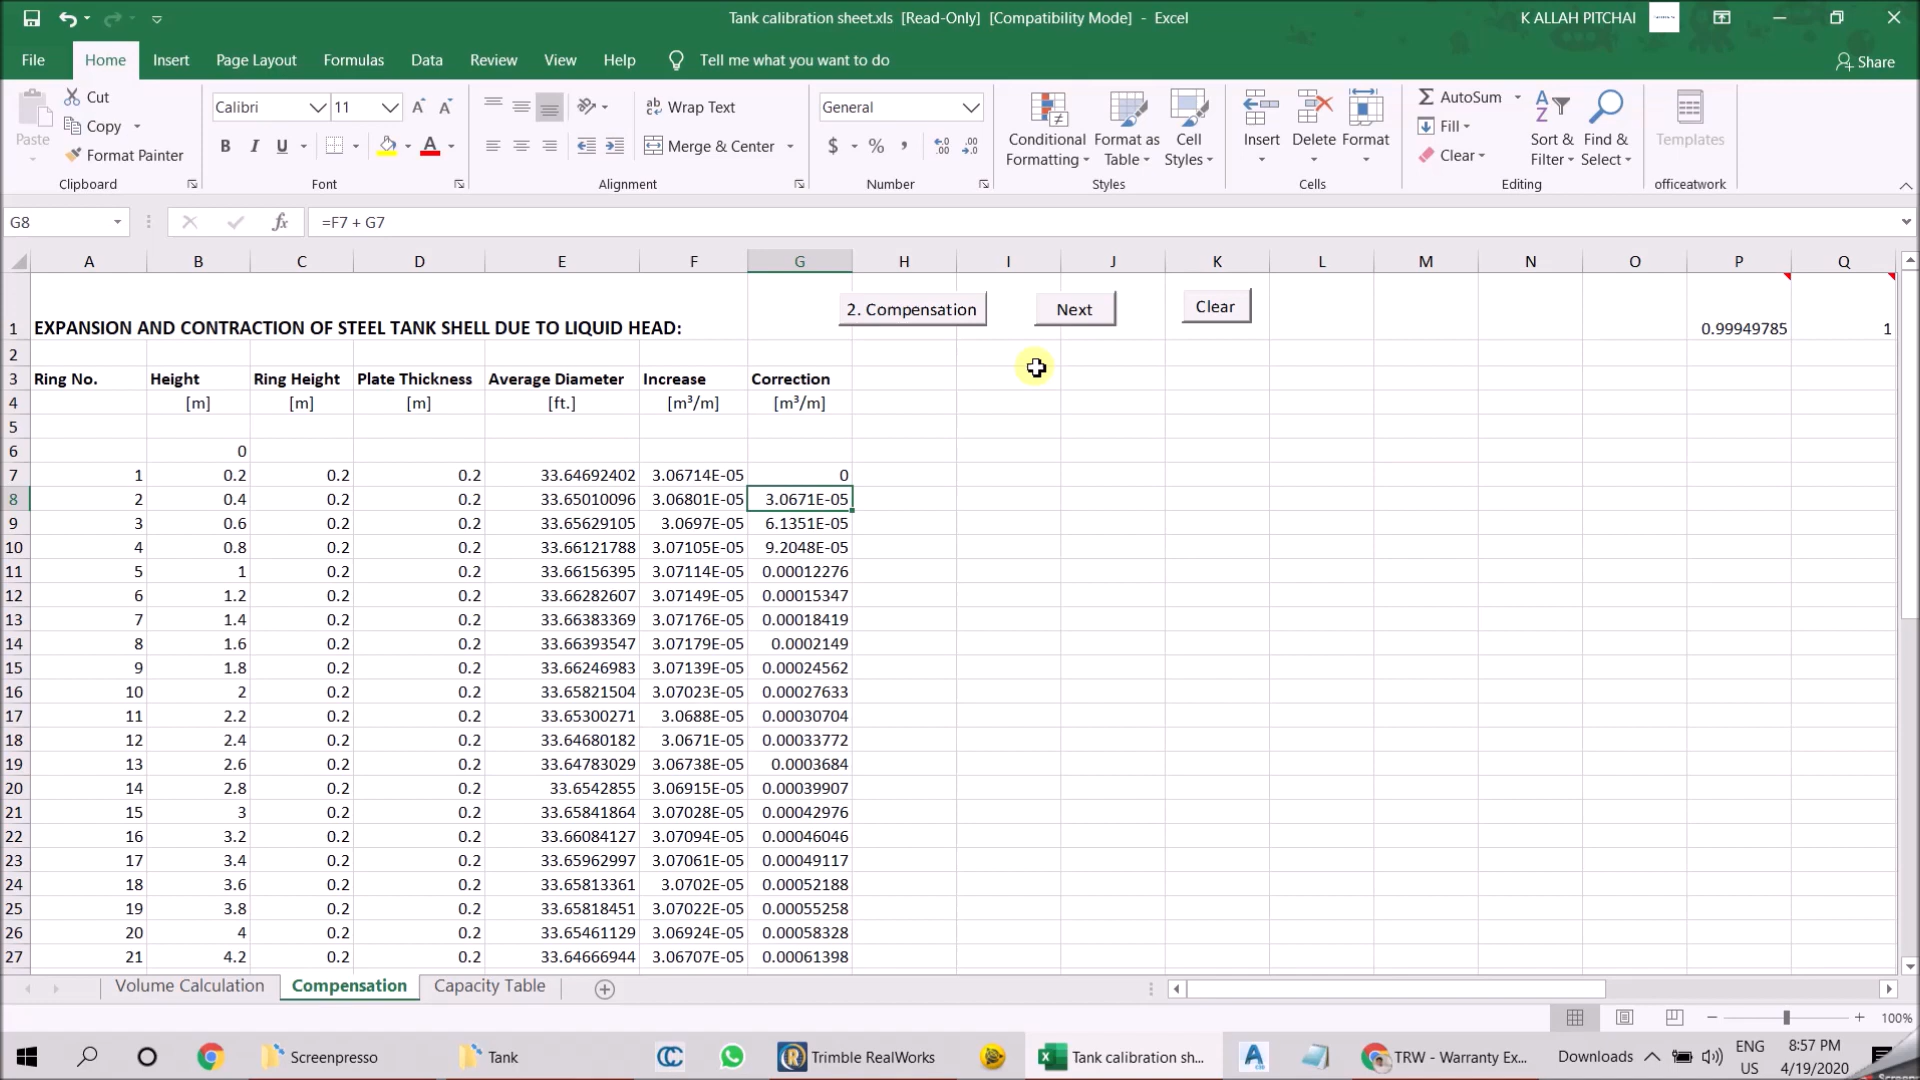 Tank calibration sheet.xls [Read-Only] [Compatibility Mode] - Excel
K ALLAH PITCHAI
File Home Insert Page Layout Formulas Data Review View Help Tell me what you want to do Share
Paste
Cut
Copy
Format Painter
Clipboard
Calibri 11
B I U
Font
Wrap Text
Merge & Center
Alignment
General
$ % ,
Number
Conditional Formatting
Format as Table
Cell Styles
Styles
Insert Delete Format
Cells
AutoSum
Fill
Clear
Sort & Filter
Find & Select
Editing
Templates
officeatwork
G8 fx =F7 + G7
A B C D E F G H I J K L M N O P Q
2. Compensation Next Clear
1 EXPANSION AND CONTRACTION OF STEEL TANK SHELL DUE TO LIQUID HEAD: 0.99949785 1
2
3 Ring No. Height Ring Height Plate Thickness Average Diameter Increase Correction
4 [m] [m] [m] [ft.] [m³/m] [m³/m]
5
6 0
7 1 0.2 0.2 0.2 33.64692402 3.06714E-05 0
8 2 0.4 0.2 0.2 33.65010096 3.06801E-05 3.0671E-05
9 3 0.6 0.2 0.2 33.65629105 3.0697E-05 6.1351E-05
10 4 0.8 0.2 0.2 33.66121788 3.07105E-05 9.2048E-05
11 5 1 0.2 0.2 33.66156395 3.07114E-05 0.00012276
12 6 1.2 0.2 0.2 33.66282607 3.07149E-05 0.00015347
13 7 1.4 0.2 0.2 33.66383369 3.07176E-05 0.00018419
14 8 1.6 0.2 0.2 33.66393547 3.07179E-05 0.0002149
15 9 1.8 0.2 0.2 33.66246983 3.07139E-05 0.00024562
16 10 2 0.2 0.2 33.65821504 3.07023E-05 0.00027633
17 11 2.2 0.2 0.2 33.65300271 3.0688E-05 0.00030704
18 12 2.4 0.2 0.2 33.64680182 3.0671E-05 0.00033772
19 13 2.6 0.2 0.2 33.64783029 3.06738E-05 0.0003684
20 14 2.8 0.2 0.2 33.6542855 3.06915E-05 0.00039907
21 15 3 0.2 0.2 33.65841864 3.07028E-05 0.00042976
22 16 3.2 0.2 0.2 33.66084127 3.07094E-05 0.00046046
23 17 3.4 0.2 0.2 33.65962997 3.07061E-05 0.00049117
24 18 3.6 0.2 0.2 33.65813361 3.0702E-05 0.00052188
25 19 3.8 0.2 0.2 33.65818451 3.07022E-05 0.00055258
26 20 4 0.2 0.2 33.65461129 3.06924E-05 0.00058328
27 21 4.2 0.2 0.2 33.64666944 3.06707E-05 0.00061398
Volume Calculation Compensation Capacity Table
100%
Screenpresso Tank Trimble RealWorks Tank calibration sh... TRW - Warranty Ex... Downloads ENG US 8:57 PM 4/19/2020